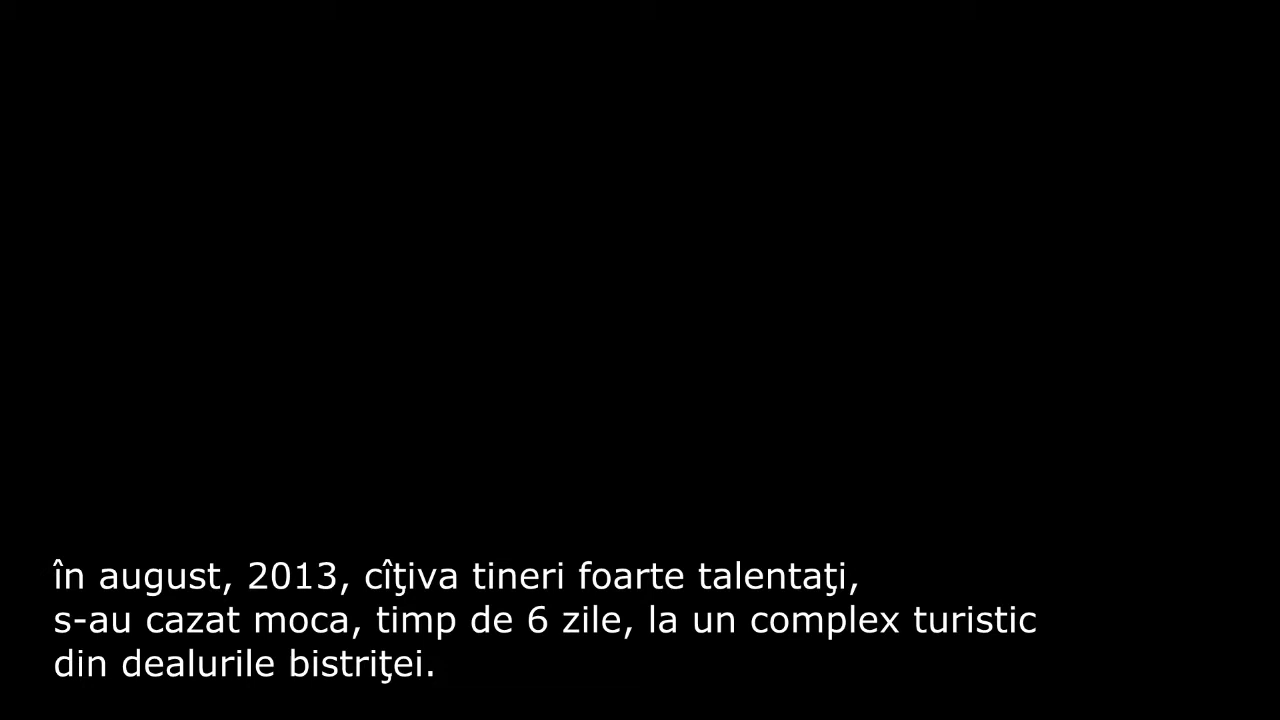 în august, 2013, cîţiva tineri foarte talentaţi,
s-au cazat moca, timp de 6 zile, la un complex turistic
din dealurile bistriţei.